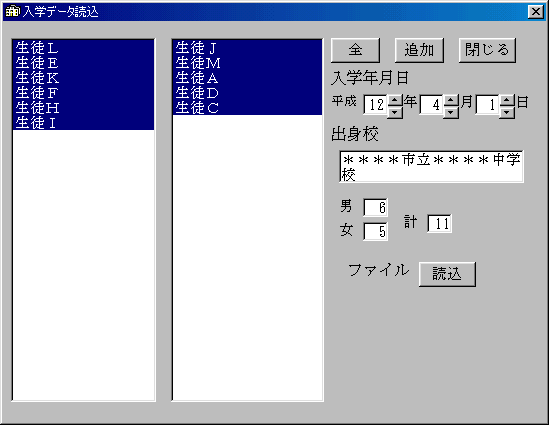 入学データ読込
生徒Ｌ
生徒Ｅ
生徒Ｋ
生徒Ｆ
生徒Ｈ
生徒Ｉ
生徒Ｊ
生徒Ｍ
生徒Ａ
生徒Ｄ
生徒Ｃ
全 追加 閉じる
入学年月日
平成 12 年 4 月 1 日
出身校
＊＊＊＊市立＊＊＊＊中学
校
男 6
女 5
計 11
ファイル 読込